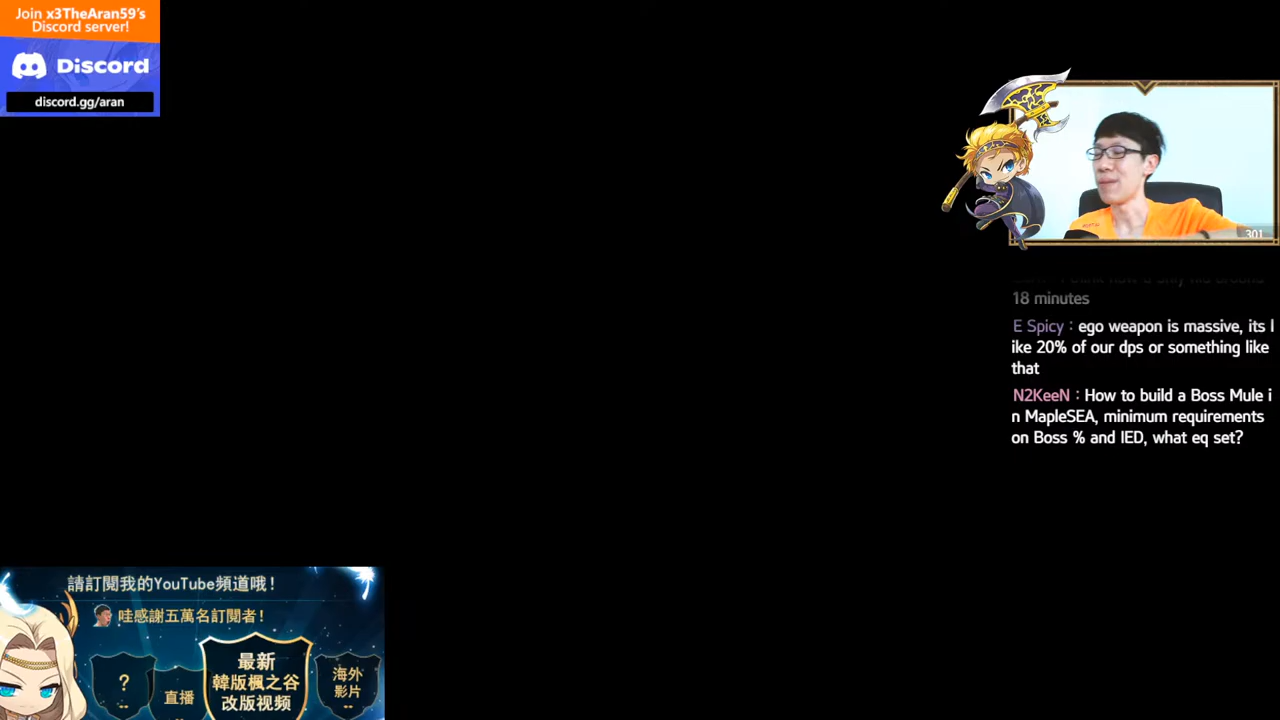 Join x3TheAran59's
Discord server!
Discord
discord.gg/aran
301
18 minutes
E Spicy : ego weapon is massive, its l
ike 20% of our dps or something like
that
N2KeeN : How to build a Boss Mule i
n MapleSEA, minimum requirements
on Boss % and IED, what eq set?
請訂閱我的YouTube頻道哦！
哇感謝五萬名訂閱者！
?
直播
最新
韓版楓之谷
改版視頻
海外
影片